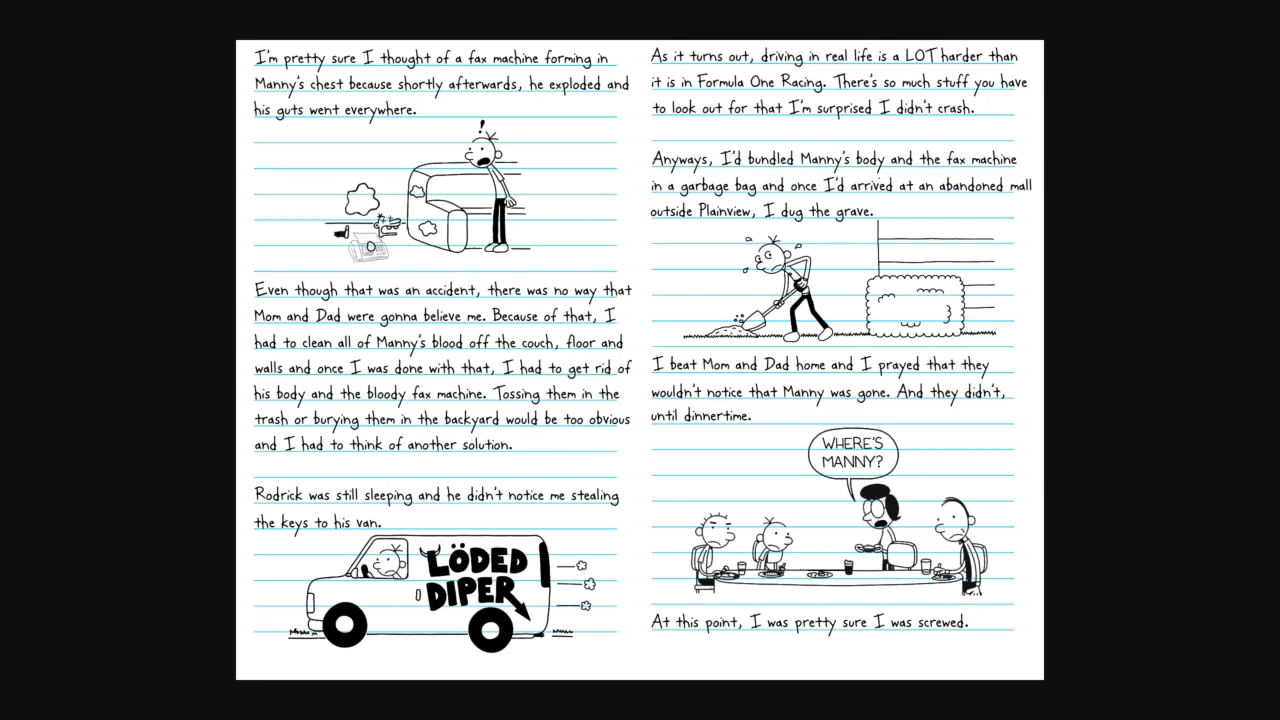 I'm pretty sure I thought of a fax machine forming in
Manny's chest because shortly afterwards, he exploded and
his guts went everywhere.
!
Even though that was an accident, there was no way that
Mom and Dad were gonna believe me. Because of that, I
had to clean all of Manny's blood off the couch, floor and
walls and once I was done with that, I had to get rid of
his body and the bloody fax machine. Tossing them in the
trash or burying them in the backyard would be too obvious
and I had to think of another solution.
Rodrick was still sleeping and he didn't notice me stealing
the keys to his van.
LÖDED
DIPER
As it turns out, driving in real life is a LOT harder than
it is in Formula One Racing. There's so much stuff you have
to look out for that I'm surprised I didn't crash.
Anyways, I'd bundled Manny's body and the fax machine
in a garbage bag and once I'd arrived at an abandoned mall
outside Plainview, I dug the grave.
I beat Mom and Dad home and I prayed that they
wouldn't notice that Manny was gone. And they didn't,
until dinnertime.
WHERE'S
MANNY?
At this point, I was pretty sure I was screwed.